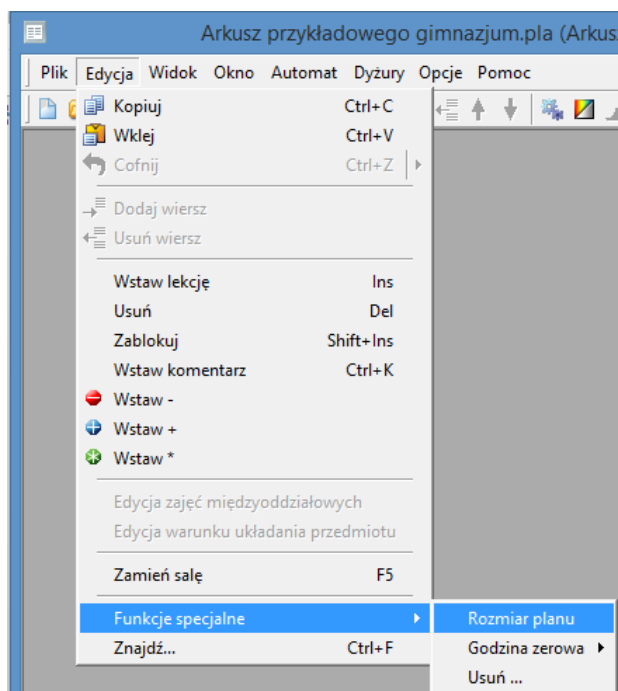 Arkusz przykładowego gimnazjum.pla (Arkus
Plik Edycja Widok Okno Automat Dyżury Opcje Pomoc
Kopiuj Ctrl+C
Wklej Ctrl+V
Cofnij Ctrl+Z
Dodaj wiersz
Usuń wiersz
Wstaw lekcję Ins
Usuń Del
Zablokuj Shift+Ins
Wstaw komentarz Ctrl+K
Wstaw -
Wstaw +
Wstaw *
Edycja zajęć międzyoddziałowych
Edycja warunku układania przedmiotu
Zamień salę F5
Funkcje specjalne Rozmiar planu
Znajdź... Ctrl+F Godzina zerowa
Usuń ...